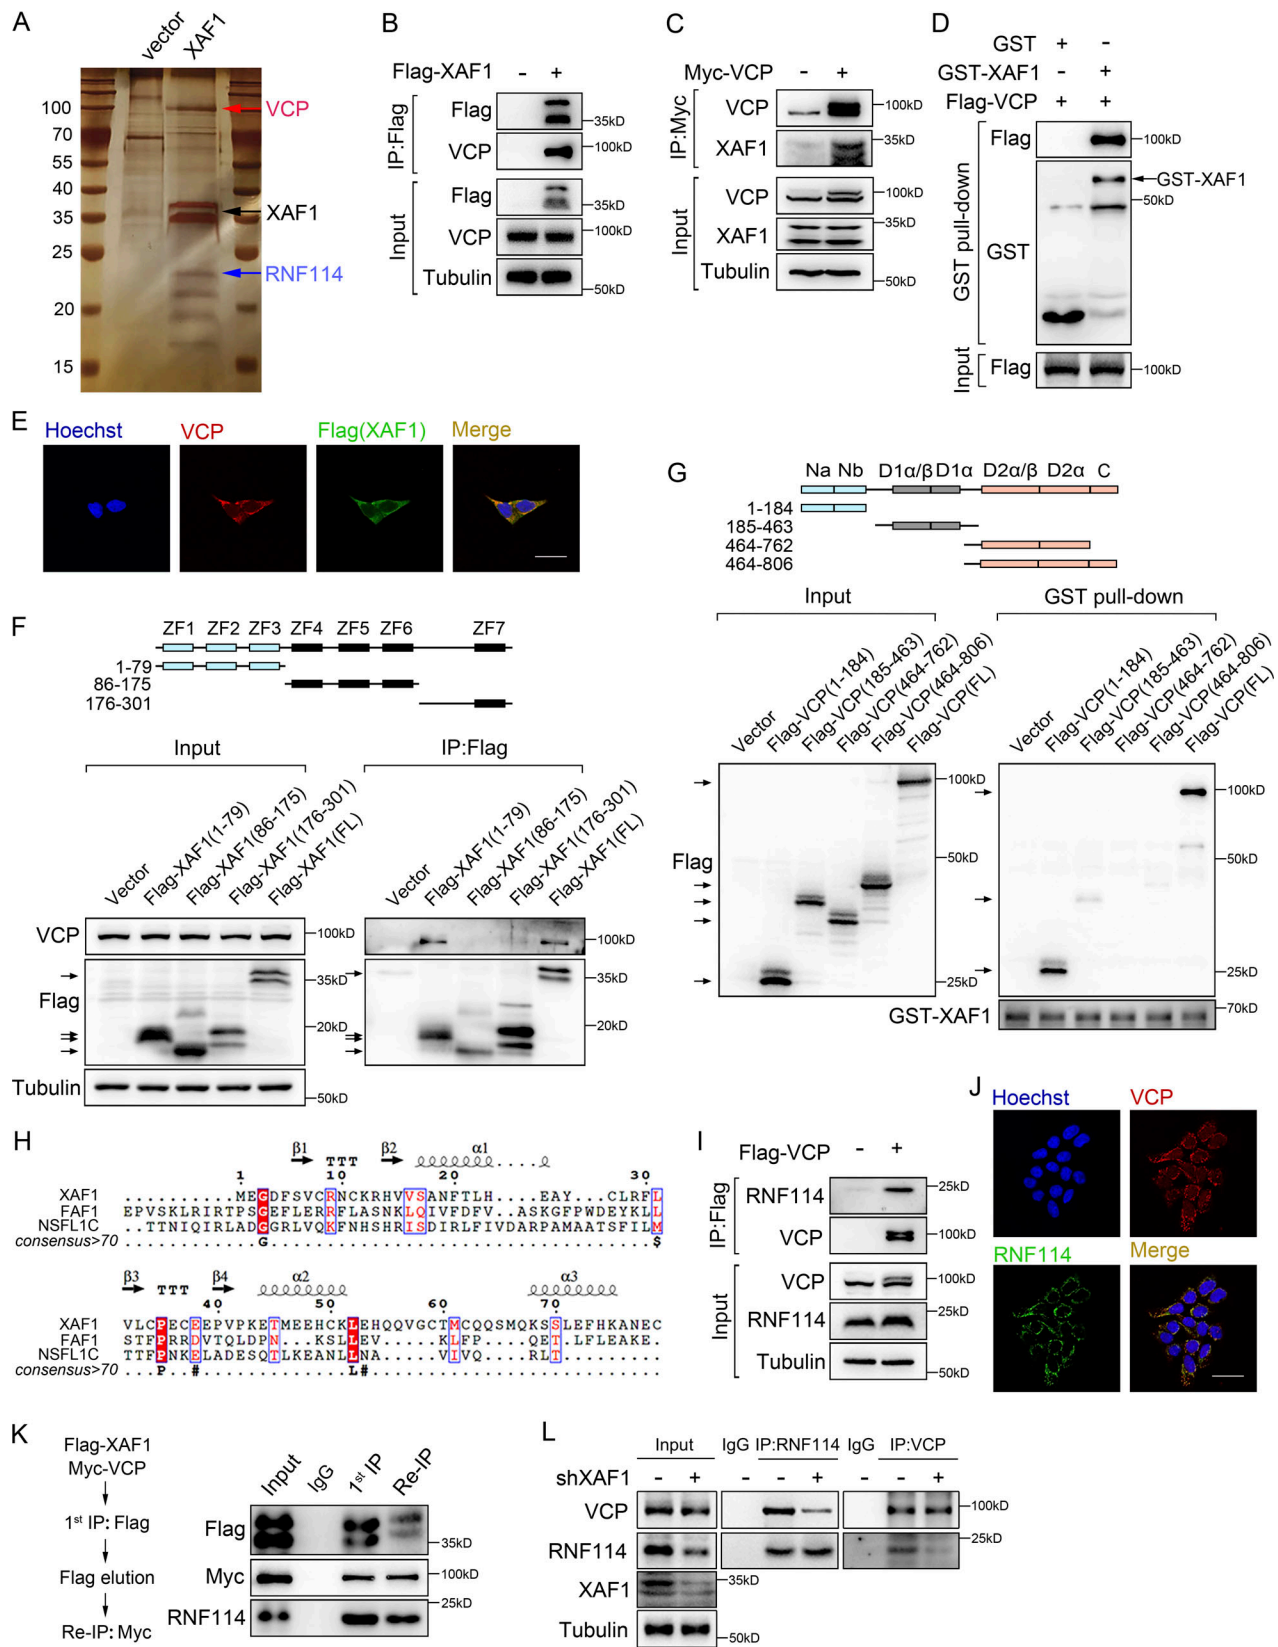 A
vector
XAF1
100
70
55
40
35
25
20
15
VCP
XAF1
RNF114
B
Flag-XAF1 - +
IP:Flag
Flag
35kD
VCP
100kD
Input
Flag
35kD
VCP
100kD
Tubulin
50kD
C
Myc-VCP - +
IP:Myc
VCP
100kD
XAF1
35kD
Input
VCP
100kD
XAF1
35kD
Tubulin
50kD
D
GST + -
GST-XAF1 - +
Flag-VCP + +
GST pull-down
Flag
100kD
GST-XAF1
50kD
GST
Input
Flag
100kD
E
Hoechst VCP Flag(XAF1) Merge
F
ZF1 ZF2 ZF3 ZF4 ZF5 ZF6 ZF7
1-79
86-175
176-301
Input IP:Flag
Vector
Flag-XAF1(1-79)
Flag-XAF1(86-175)
Flag-XAF1(176-301)
Flag-XAF1(FL)
Vector
Flag-XAF1(1-79)
Flag-XAF1(86-175)
Flag-XAF1(176-301)
Flag-XAF1(FL)
VCP
100kD
100kD
Flag
35kD
20kD
35kD
20kD
Tubulin
50kD
G
Na Nb D1α/β D1α D2α/β D2α C
1-184
185-463
464-762
464-806
Input GST pull-down
Vector
Flag-VCP(1-184)
Flag-VCP(185-463)
Flag-VCP(464-762)
Flag-VCP(464-806)
Flag-VCP(FL)
Vector
Flag-VCP(1-184)
Flag-VCP(185-463)
Flag-VCP(464-762)
Flag-VCP(464-806)
Flag-VCP(FL)
Flag
100kD
50kD
25kD
100kD
50kD
25kD
GST-XAF1
70kD
H
β1 TTT β2 α1
1 10 20 30
XAF1 ..........MEGDFSVCRNCKRHVVSANFTLH....EAY...CLRFL
FAF1 EPVSKLRIRTPSGEFLERRFLASNKLQIVFDFV..ASKGFPWDEYKLL
NSFL1C ..TTNIQIRLADGGRLVQKFNHSHRISDIRLFIVDARPAMAATSFILM
consensus>70 G $
β3 TTT β4 α2 α3
40 50 60 70
XAF1 VLCPECEEPVPKETMEEHCKLEHQQVGCTMCQQSMQKSSLEFHKANEC
FAF1
NSFL1C
consensus>70 P # L #
I
Flag-VCP - +
IP:Flag
RNF114
25kD
VCP
100kD
Input
VCP
100kD
RNF114
25kD
Tubulin
50kD
J
Hoechst VCP
RNF114 Merge
K
Flag-XAF1
Myc-VCP
1st IP: Flag
Flag elution
Re-IP: Myc
Input
IgG
1st IP
Re-IP
Flag
35kD
Myc
100kD
RNF114
25kD
L
Input IgG IP:RNF114 IgG IP:VCP
shXAF1 - + - - + - - +
VCP
100kD
RNF114
25kD
XAF1
35kD
Tubulin
50kD